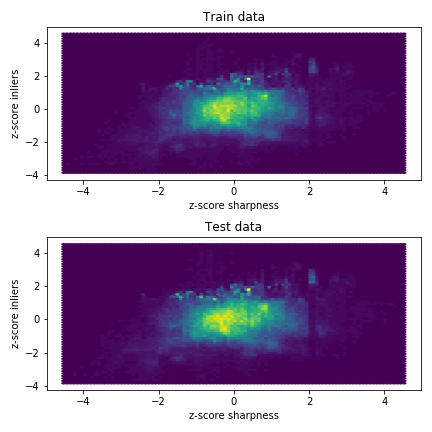 Train data
4
2
0
−2
−4
z-score inliers
−4 −2 0 2 4
z-score sharpness
Test data
4
2
0
−2
−4
z-score inliers
−4 −2 0 2 4
z-score sharpness